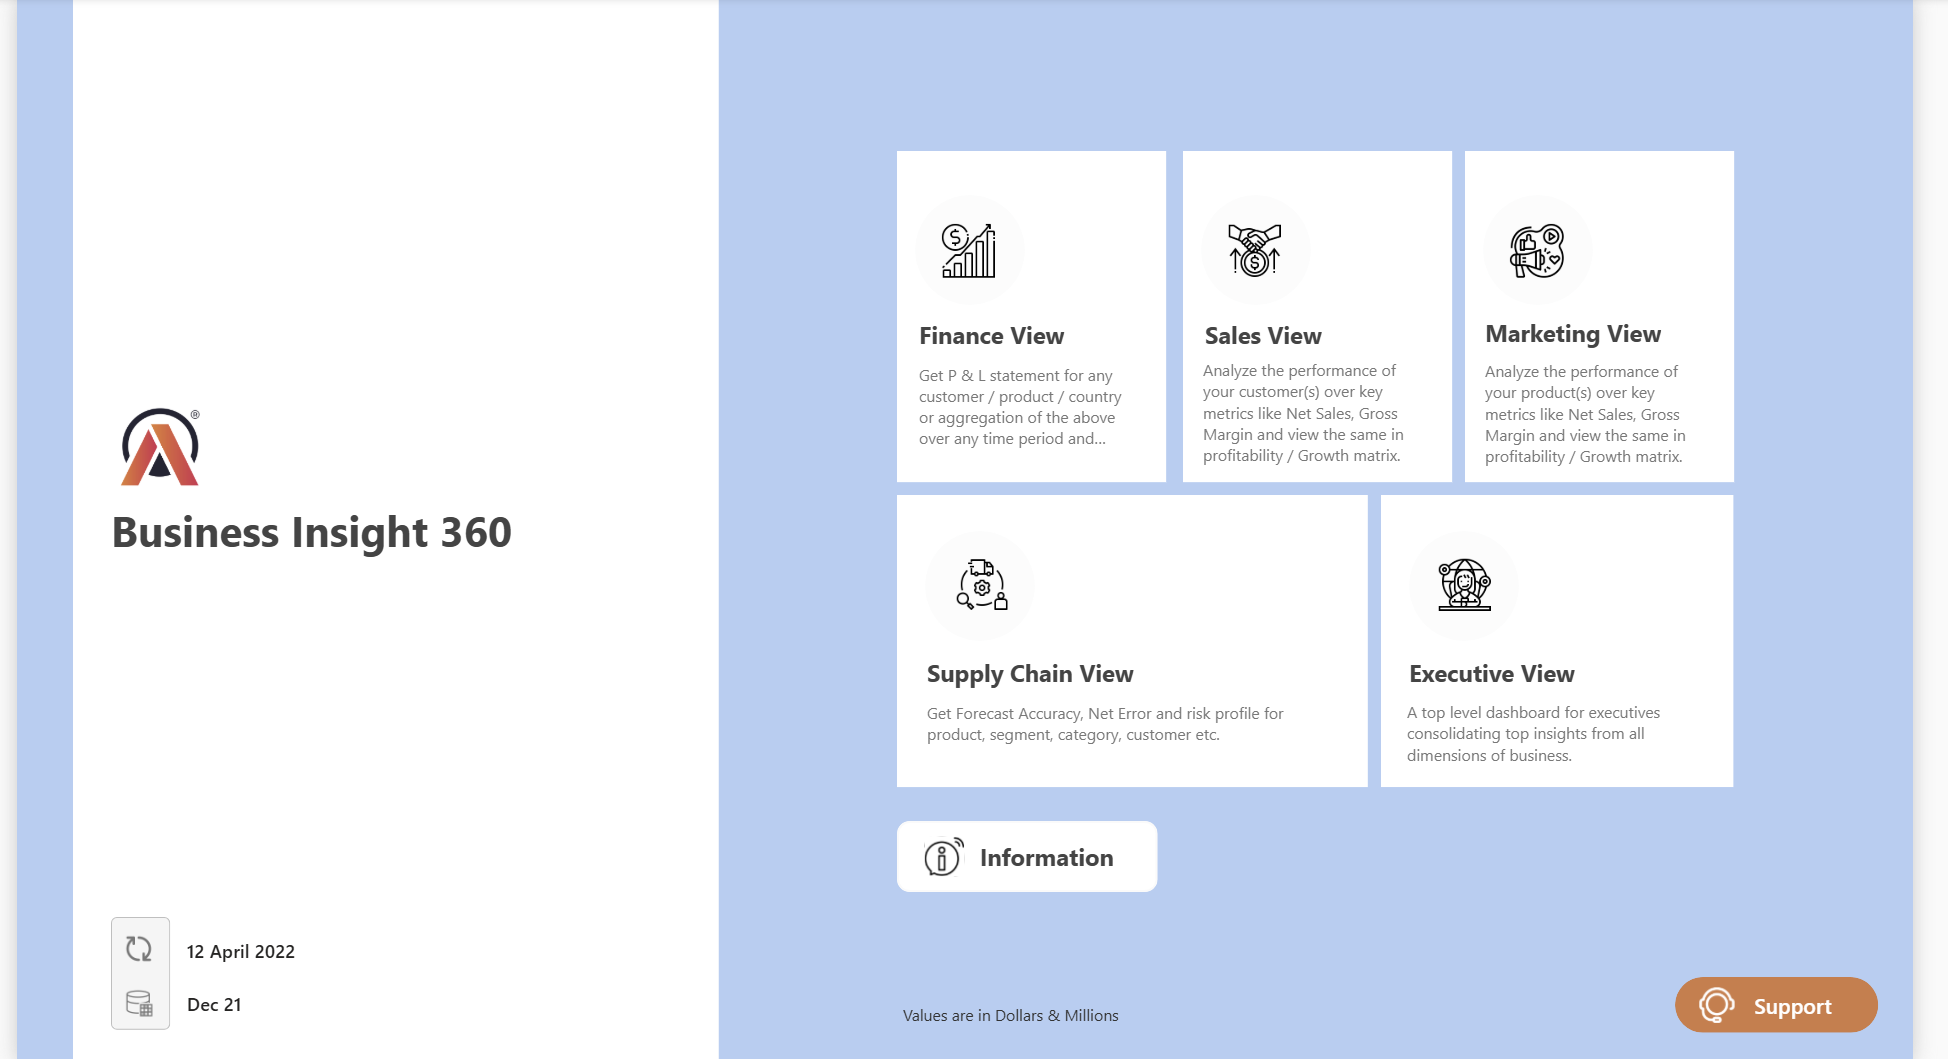 ®
Business Insight 360
12 April 2022
Dec 21
Finance View
Get P & L statement for any
customer / product / country
or aggregation of the above
over any time period and...
Sales View
Analyze the performance of
your customer(s) over key
metrics like Net Sales, Gross
Margin and view the same in
profitability / Growth matrix.
Marketing View
Analyze the performance of
your product(s) over key
metrics like Net Sales, Gross
Margin and view the same in
profitability / Growth matrix.
Supply Chain View
Get Forecast Accuracy, Net Error and risk profile for
product, segment, category, customer etc.
Executive View
A top level dashboard for executives
consolidating top insights from all
dimensions of business.
Information
Values are in Dollars & Millions
Support